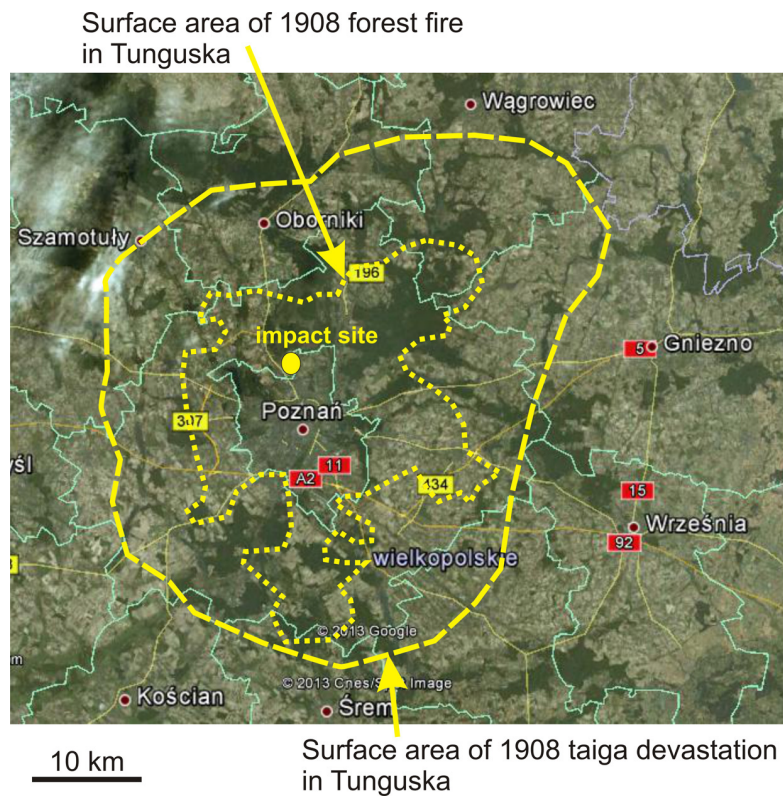 Surface area of 1908 forest fire
in Tunguska
Wągrowiec
Oborniki
Szamotuły
196
impact site
5
Gniezno
Poznań
307
yśl
11
A2
434
15
Września
92
wielkopolskie
© 2013 Google
© 2013 Cnes/Spot Image
Kościan
Śrem
10 km
Surface area of 1908 taiga devastation
in Tunguska